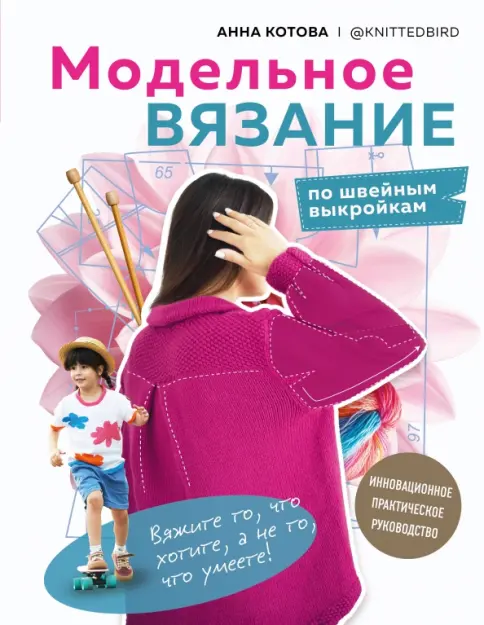 АННА КОТОВА | @KNITTEDBIRD
Модельное
ВЯЗАНИЕ
по швейным
выкройкам
65
97
ИННОВАЦИОННОЕ
ПРАКТИЧЕСКОЕ
РУКОВОДСТВО
Вяжите то, что
хотите, а не то,
что умеете!